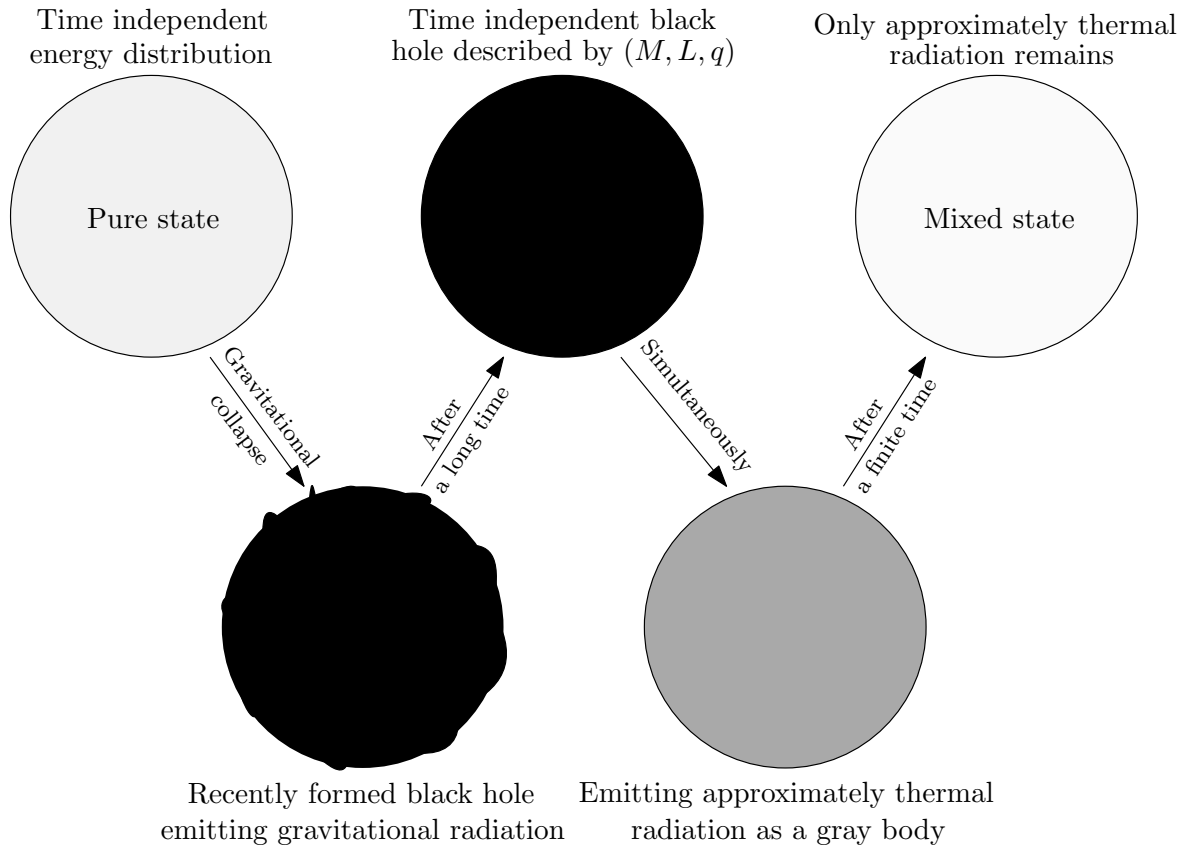 Time independent
energy distribution
Pure state
Gravitational
collapse
Recently formed black hole
emitting gravitational radiation
After
a long time
Time independent black
hole described by (M, L, q)
Simultaneously
Emitting approximately thermal
radiation as a gray body
After
a finite time
Only approximately thermal
radiation remains
Mixed state